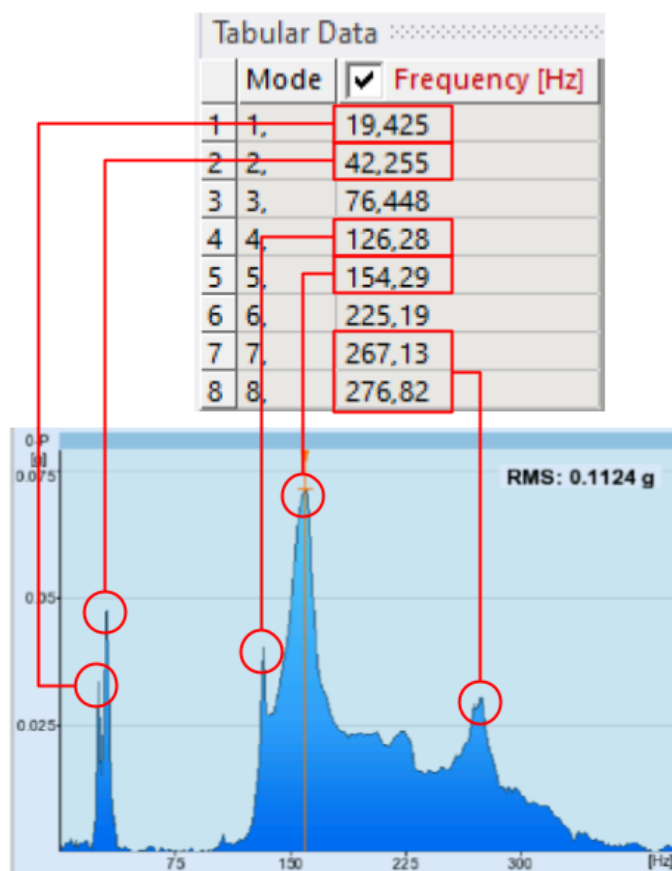 Tabular Data
Mode Frequency [Hz]
1 1, 19,425
2 2, 42,255
3 3, 76,448
4 4, 126,28
5 5, 154,29
6 6, 225,19
7 7, 267,13
8 8, 276,82
0-P
[g]
0.075
RMS: 0.1124 g
0.05
0.025
75 150 225 300 [Hz]